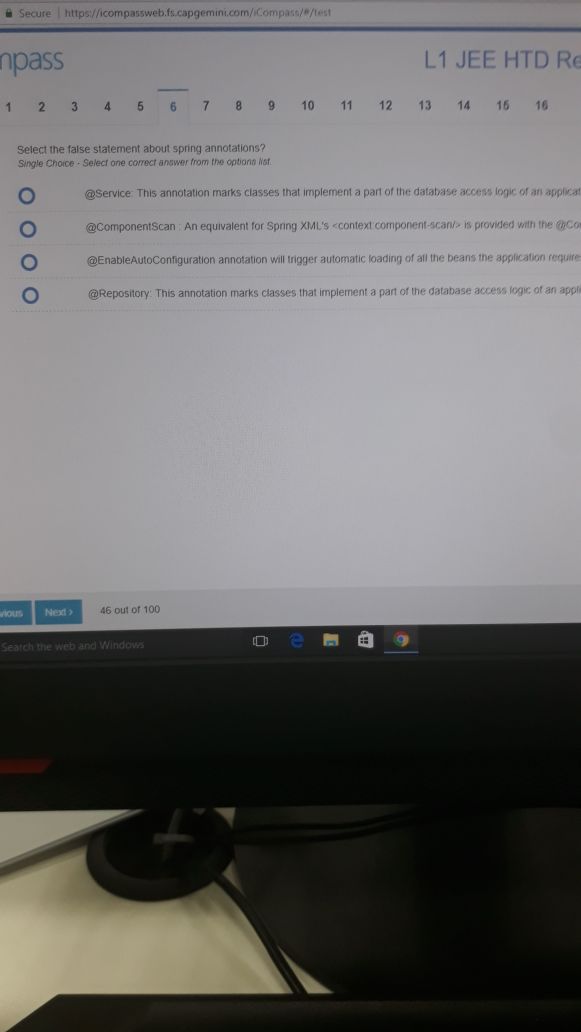 Secure | https://icompassweb.fs.capgemini.com/iCompass/#/test
mpass
L1 JEE HTD Re
1 2 3 4 5 6 7 8 9 10 11 12 13 14 15 16
Select the false statement about spring annotations?
Single Choice - Select one correct answer from the options list.
@Service: This annotation marks classes that implement a part of the database access logic of an applicat
@ComponentScan : An equivalent for Spring XML's <context:component-scan/> is provided with the @Co
@EnableAutoConfiguration annotation will trigger automatic loading of all the beans the application require
@Repository: This annotation marks classes that implement a part of the database access logic of an appli
vious
Next >
46 out of 100
Search the web and Windows